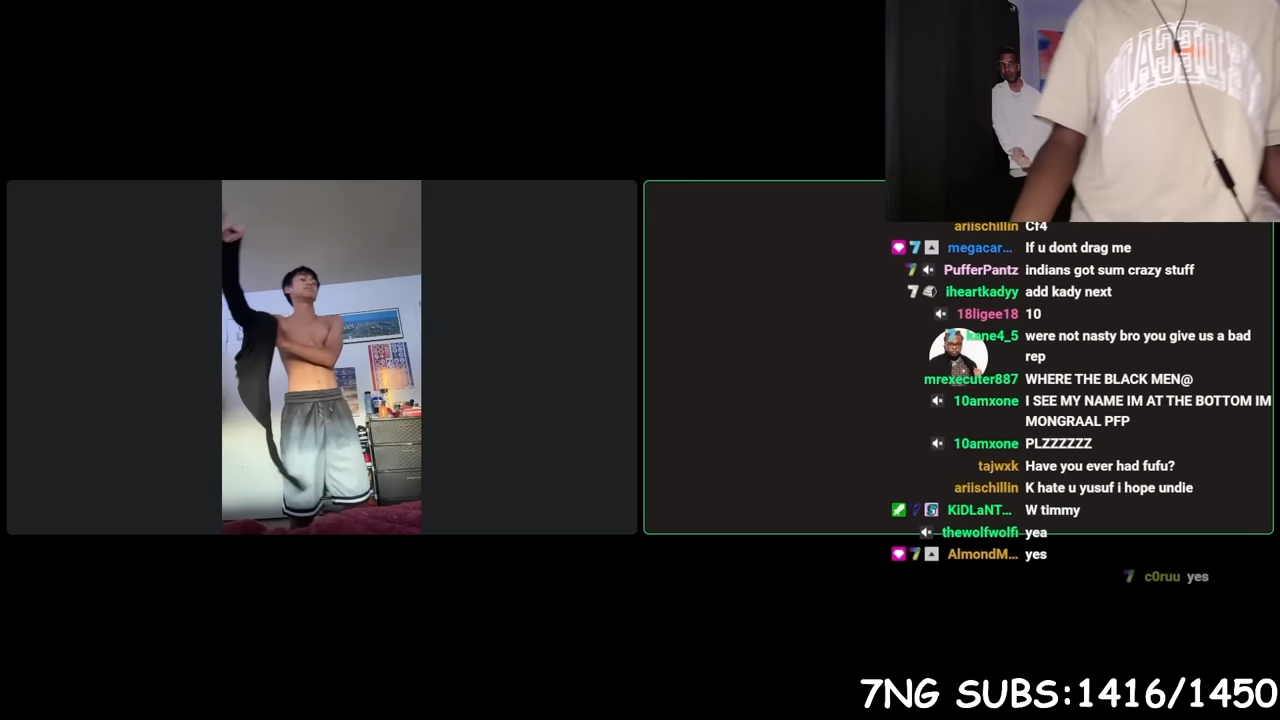 ariischillin Cf4
megacar... If u dont drag me
PufferPantz indians got sum crazy stuff
iheartkadyy add kady next
18ligee18 10
kane4_5 were not nasty bro you give us a bad
rep
mrexecuter887 WHERE THE BLACK MEN@
10amxone I SEE MY NAME IM AT THE BOTTOM IM
MONGRAAL PFP
10amxone PLZZZZZZ
tajwxk Have you ever had fufu?
ariischillin K hate u yusuf i hope undie
KiDLaNT... W timmy
thewolfwolfi yea
AlmondM... yes
c0ruu yes
7NG SUBS:1416/1450